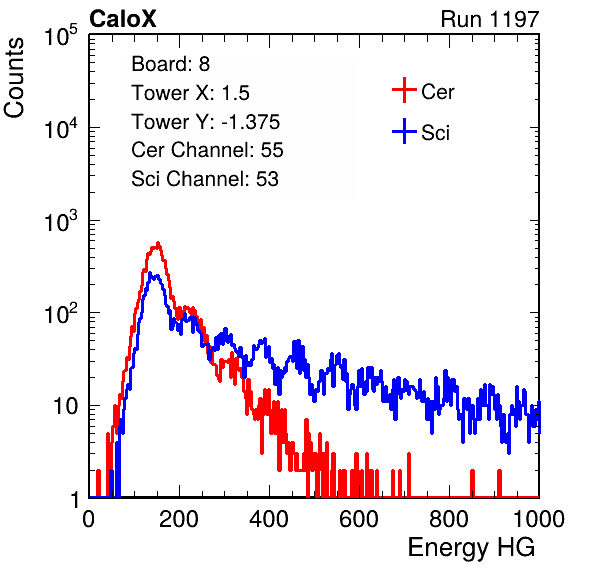 CaloX Run 1197
Counts
10^5
10^4
10^3
10^2
10
1
Board: 8
Tower X: 1.5
Tower Y: -1.375
Cer Channel: 55
Sci Channel: 53
Cer
Sci
0 200 400 600 800 1000
Energy HG